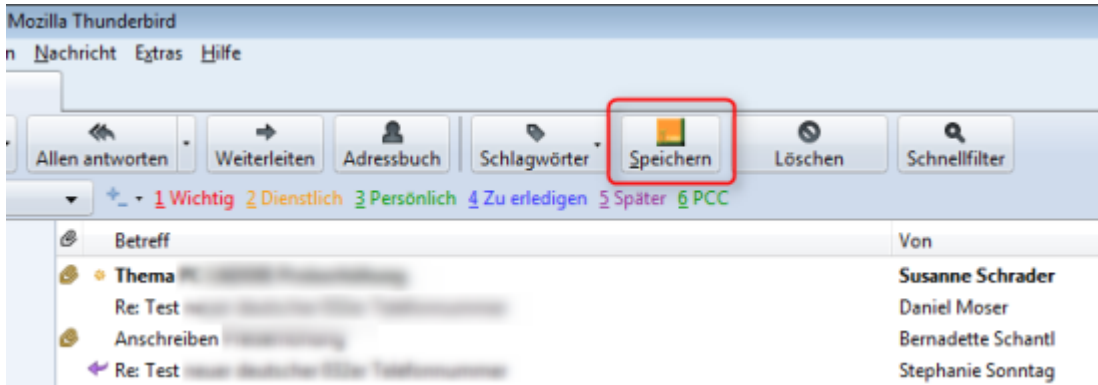 Mozilla Thunderbird
n Nachricht Extras Hilfe
Allen antworten Weiterleiten Adressbuch Schlagwörter Speichern Löschen Schnellfilter
1 Wichtig 2 Dienstlich 3 Persönlich 4 Zu erledigen 5 Später 6 PCC
Betreff Von
Thema Susanne Schrader
Re: Test Daniel Moser
Anschreiben Bernadette Schantl
Re: Test Stephanie Sonntag